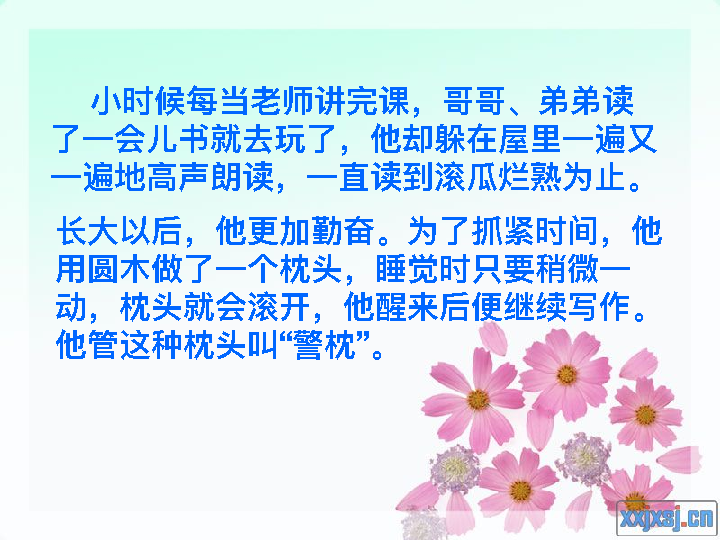 小时候每当老师讲完课，哥哥、弟弟读
了一会儿书就去玩了，他却躲在屋里一遍又
一遍地高声朗读，一直读到滚瓜烂熟为止。
长大以后，他更加勤奋。为了抓紧时间，他
用圆木做了一个枕头，睡觉时只要稍微一
动，枕头就会滚开，他醒来后便继续写作。
他管这种枕头叫“警枕”。
xxjxsj.cn